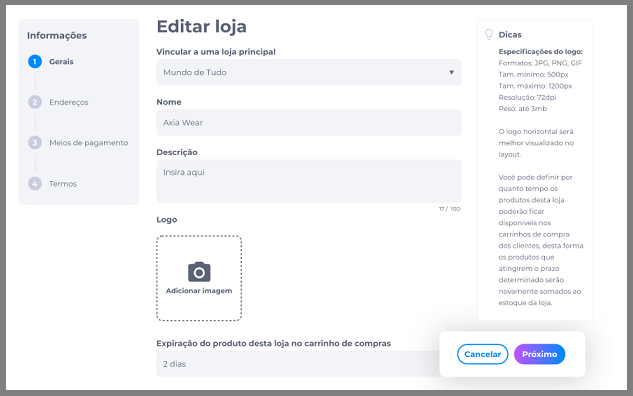 Informações
1 Gerais
2 Endereços
3 Meios de pagamento
4 Termos
Editar loja
Vincular a uma loja principal
Mundo de Tudo
Nome
Axia Wear
Descrição
Insira aqui
17 / 100
Logo
Adicionar imagem
Expiração do produto desta loja no carrinho de compras
2 dias
Dicas
Especificações do logo:
Formatos: JPG, PNG, GIF
Tam. mínimo: 500px
Tam. máximo: 1200px
Resolução: 72dpi
Peso: até 3mb
O logo horizontal será
melhor visualizado no
layout.
Você pode definir por
quanto tempo os
produtos desta loja
poderão ficar
disponíveis nos
carrinhos de compra
dos clientes, desta forma
os produtos que
atingirem o prazo
determinado serão
novamente somados ao
estoque da loja.
Cancelar
Próximo